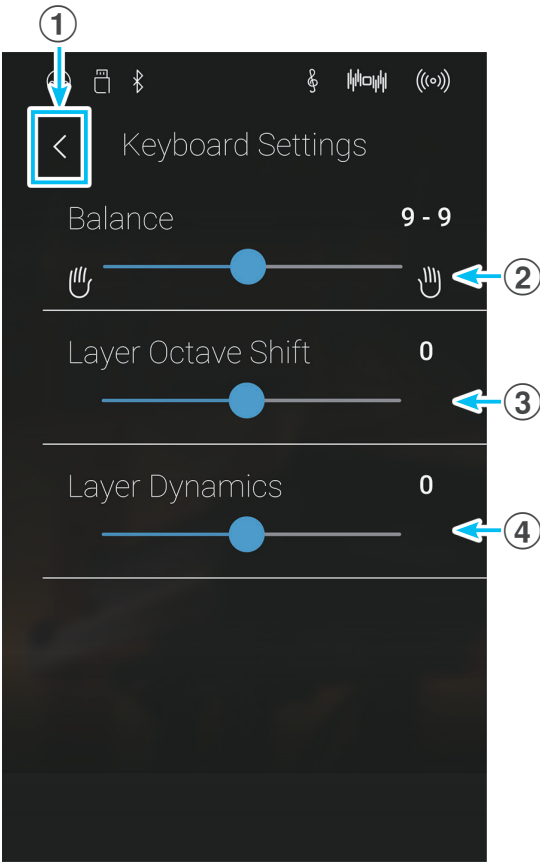 1
Keyboard Settings
Balance 9 - 9
2
Layer Octave Shift 0
3
Layer Dynamics 0
4